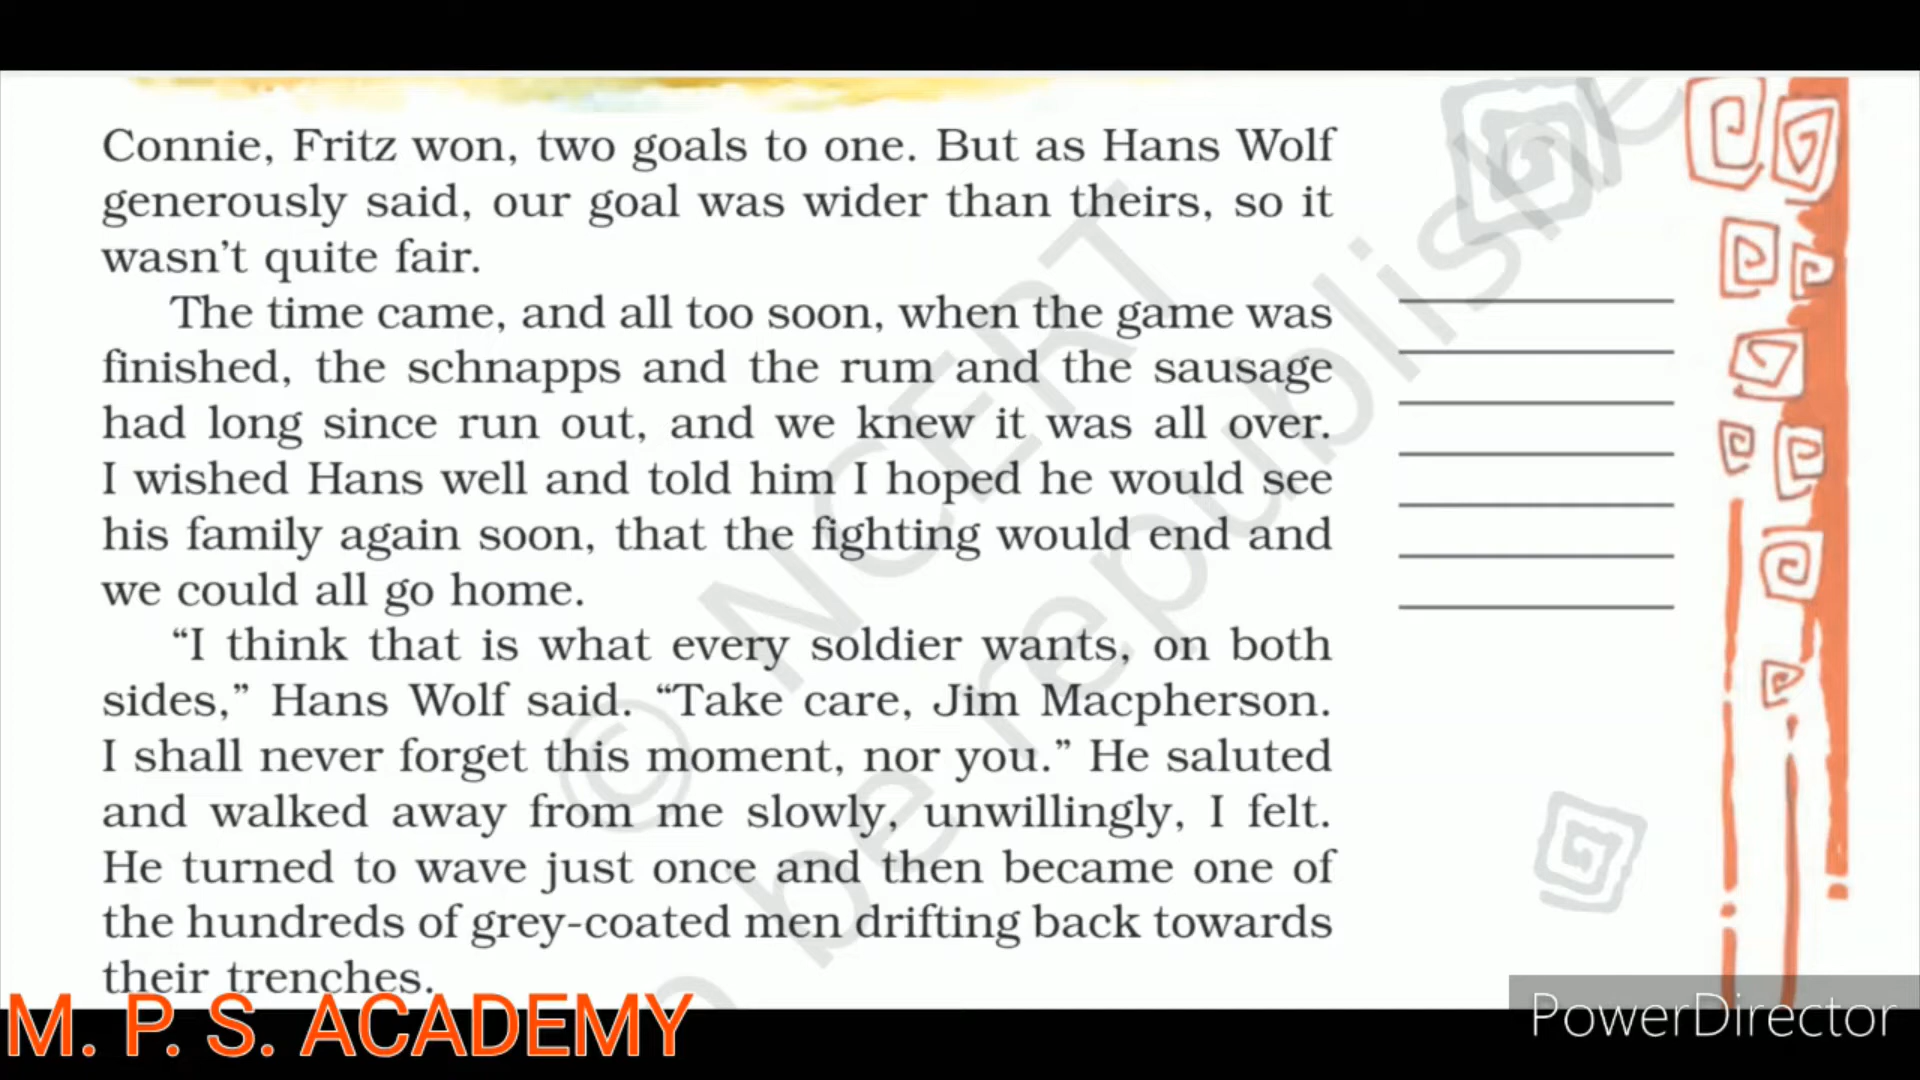 Connie, Fritz won, two goals to one. But as Hans Wolf
generously said, our goal was wider than theirs, so it
wasn't quite fair.
The time came, and all too soon, when the game was
finished, the schnapps and the rum and the sausage
had long since run out, and we knew it was all over.
I wished Hans well and told him I hoped he would see
his family again soon, that the fighting would end and
we could all go home.
“I think that is what every soldier wants, on both
sides,” Hans Wolf said. “Take care, Jim Macpherson.
I shall never forget this moment, nor you.” He saluted
and walked away from me slowly, unwillingly, I felt.
He turned to wave just once and then became one of
the hundreds of grey-coated men drifting back towards
their trenches.
© NCERT
be republishe
M. P. S. ACADEMY
PowerDirector